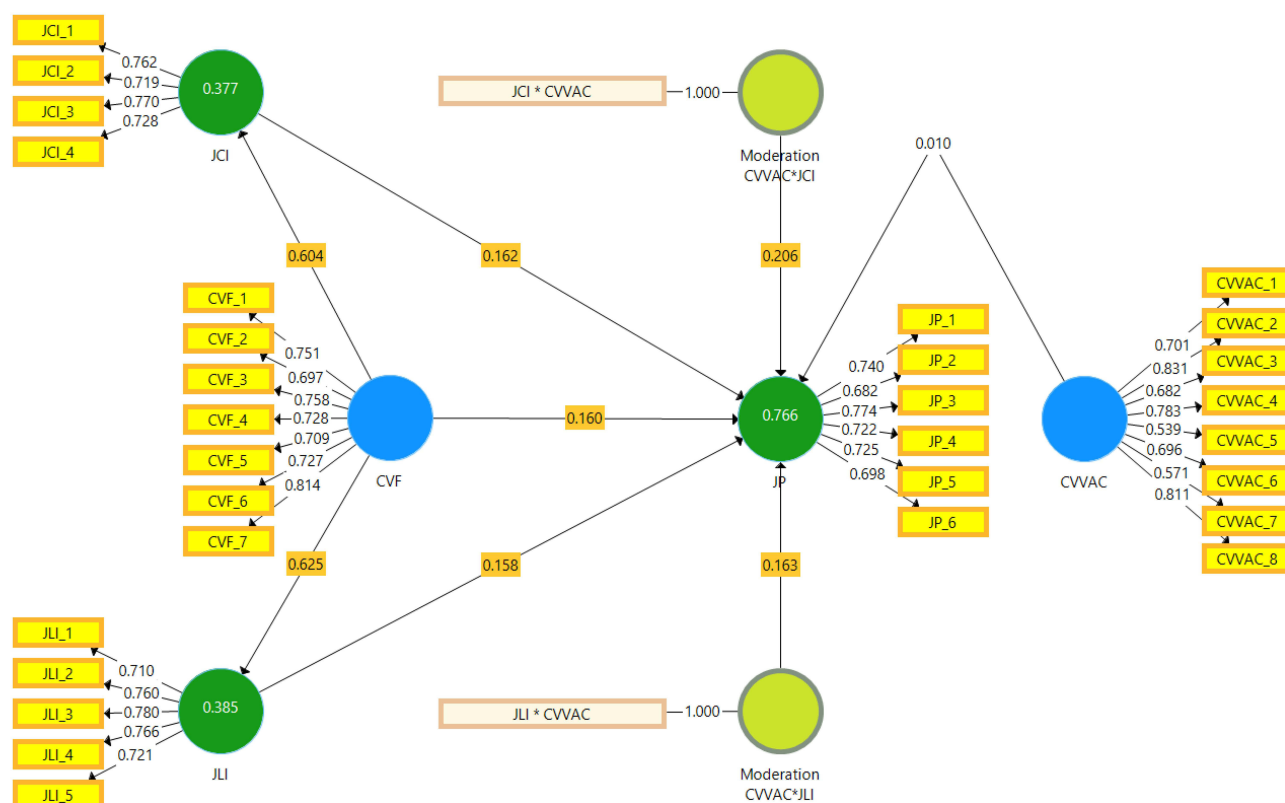 JCI_1
JCI_2
JCI_3
JCI_4
0.762
0.719
0.770
0.728
0.377
JCI
JCI * CVVAC
1.000
Moderation
CVVAC*JCI
0.010
0.604
0.162
0.206
CVF_1
CVF_2
CVF_3
CVF_4
CVF_5
CVF_6
CVF_7
0.751
0.697
0.758
0.728
0.709
0.727
0.814
CVF
0.160
0.766
JP
0.740
0.682
0.774
0.722
0.725
0.698
JP_1
JP_2
JP_3
JP_4
JP_5
JP_6
CVVAC
0.701
0.831
0.682
0.783
0.539
0.696
0.571
0.811
CVVAC_1
CVVAC_2
CVVAC_3
CVVAC_4
CVVAC_5
CVVAC_6
CVVAC_7
CVVAC_8
0.625
0.158
0.163
JLI_1
JLI_2
JLI_3
JLI_4
JLI_5
0.710
0.760
0.780
0.766
0.721
0.385
JLI
JLI * CVVAC
1.000
Moderation
CVVAC*JLI